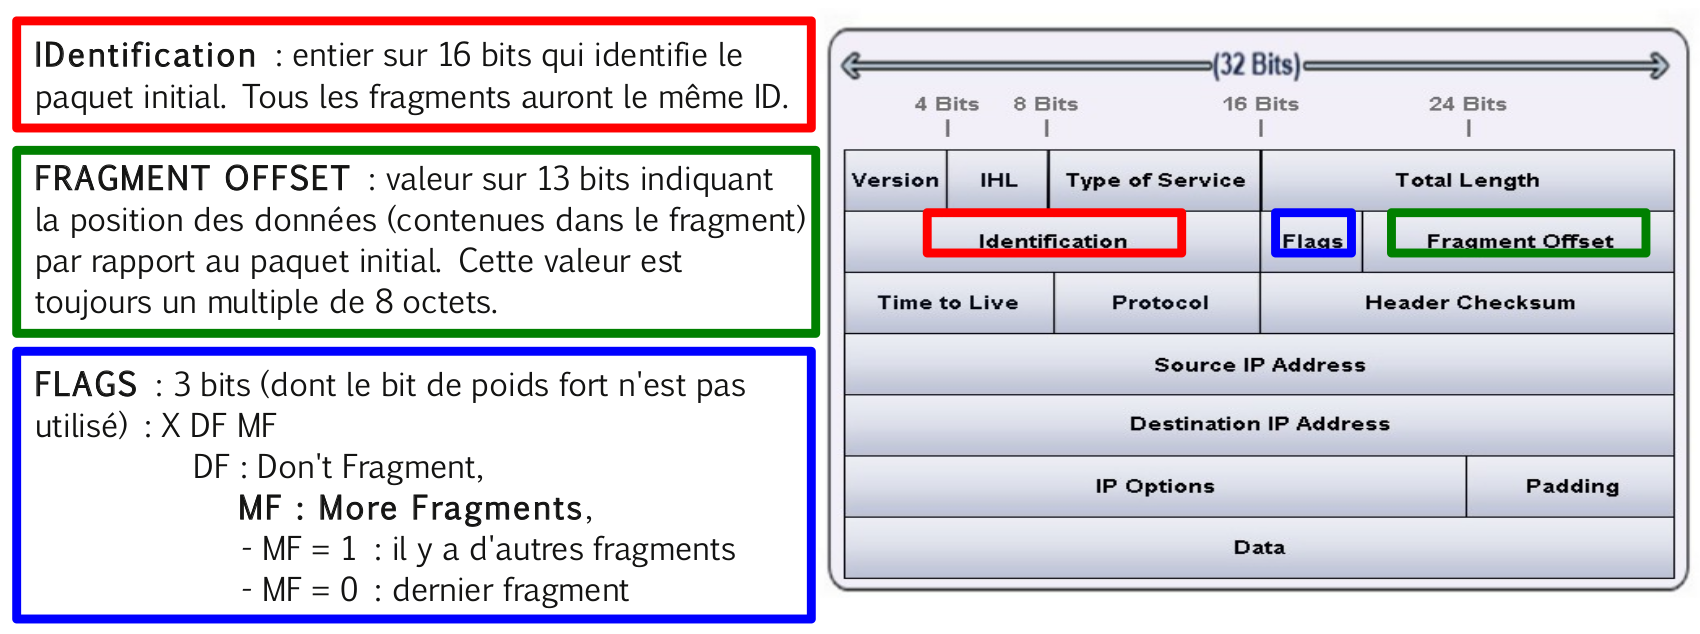 IDentification : entier sur 16 bits qui identifie le
paquet initial. Tous les fragments auront le même ID.
FRAGMENT OFFSET : valeur sur 13 bits indiquant
la position des données (contenues dans le fragment)
par rapport au paquet initial. Cette valeur est
toujours un multiple de 8 octets.
FLAGS : 3 bits (dont le bit de poids fort n'est pas
utilisé) : X DF MF
DF : Don't Fragment,
MF : More Fragments,
- MF = 1 : il y a d'autres fragments
- MF = 0 : dernier fragment
(32 Bits)
4 Bits 8 Bits 16 Bits 24 Bits
Version IHL Type of Service Total Length
Identification Flags Fragment Offset
Time to Live Protocol Header Checksum
Source IP Address
Destination IP Address
IP Options Padding
Data